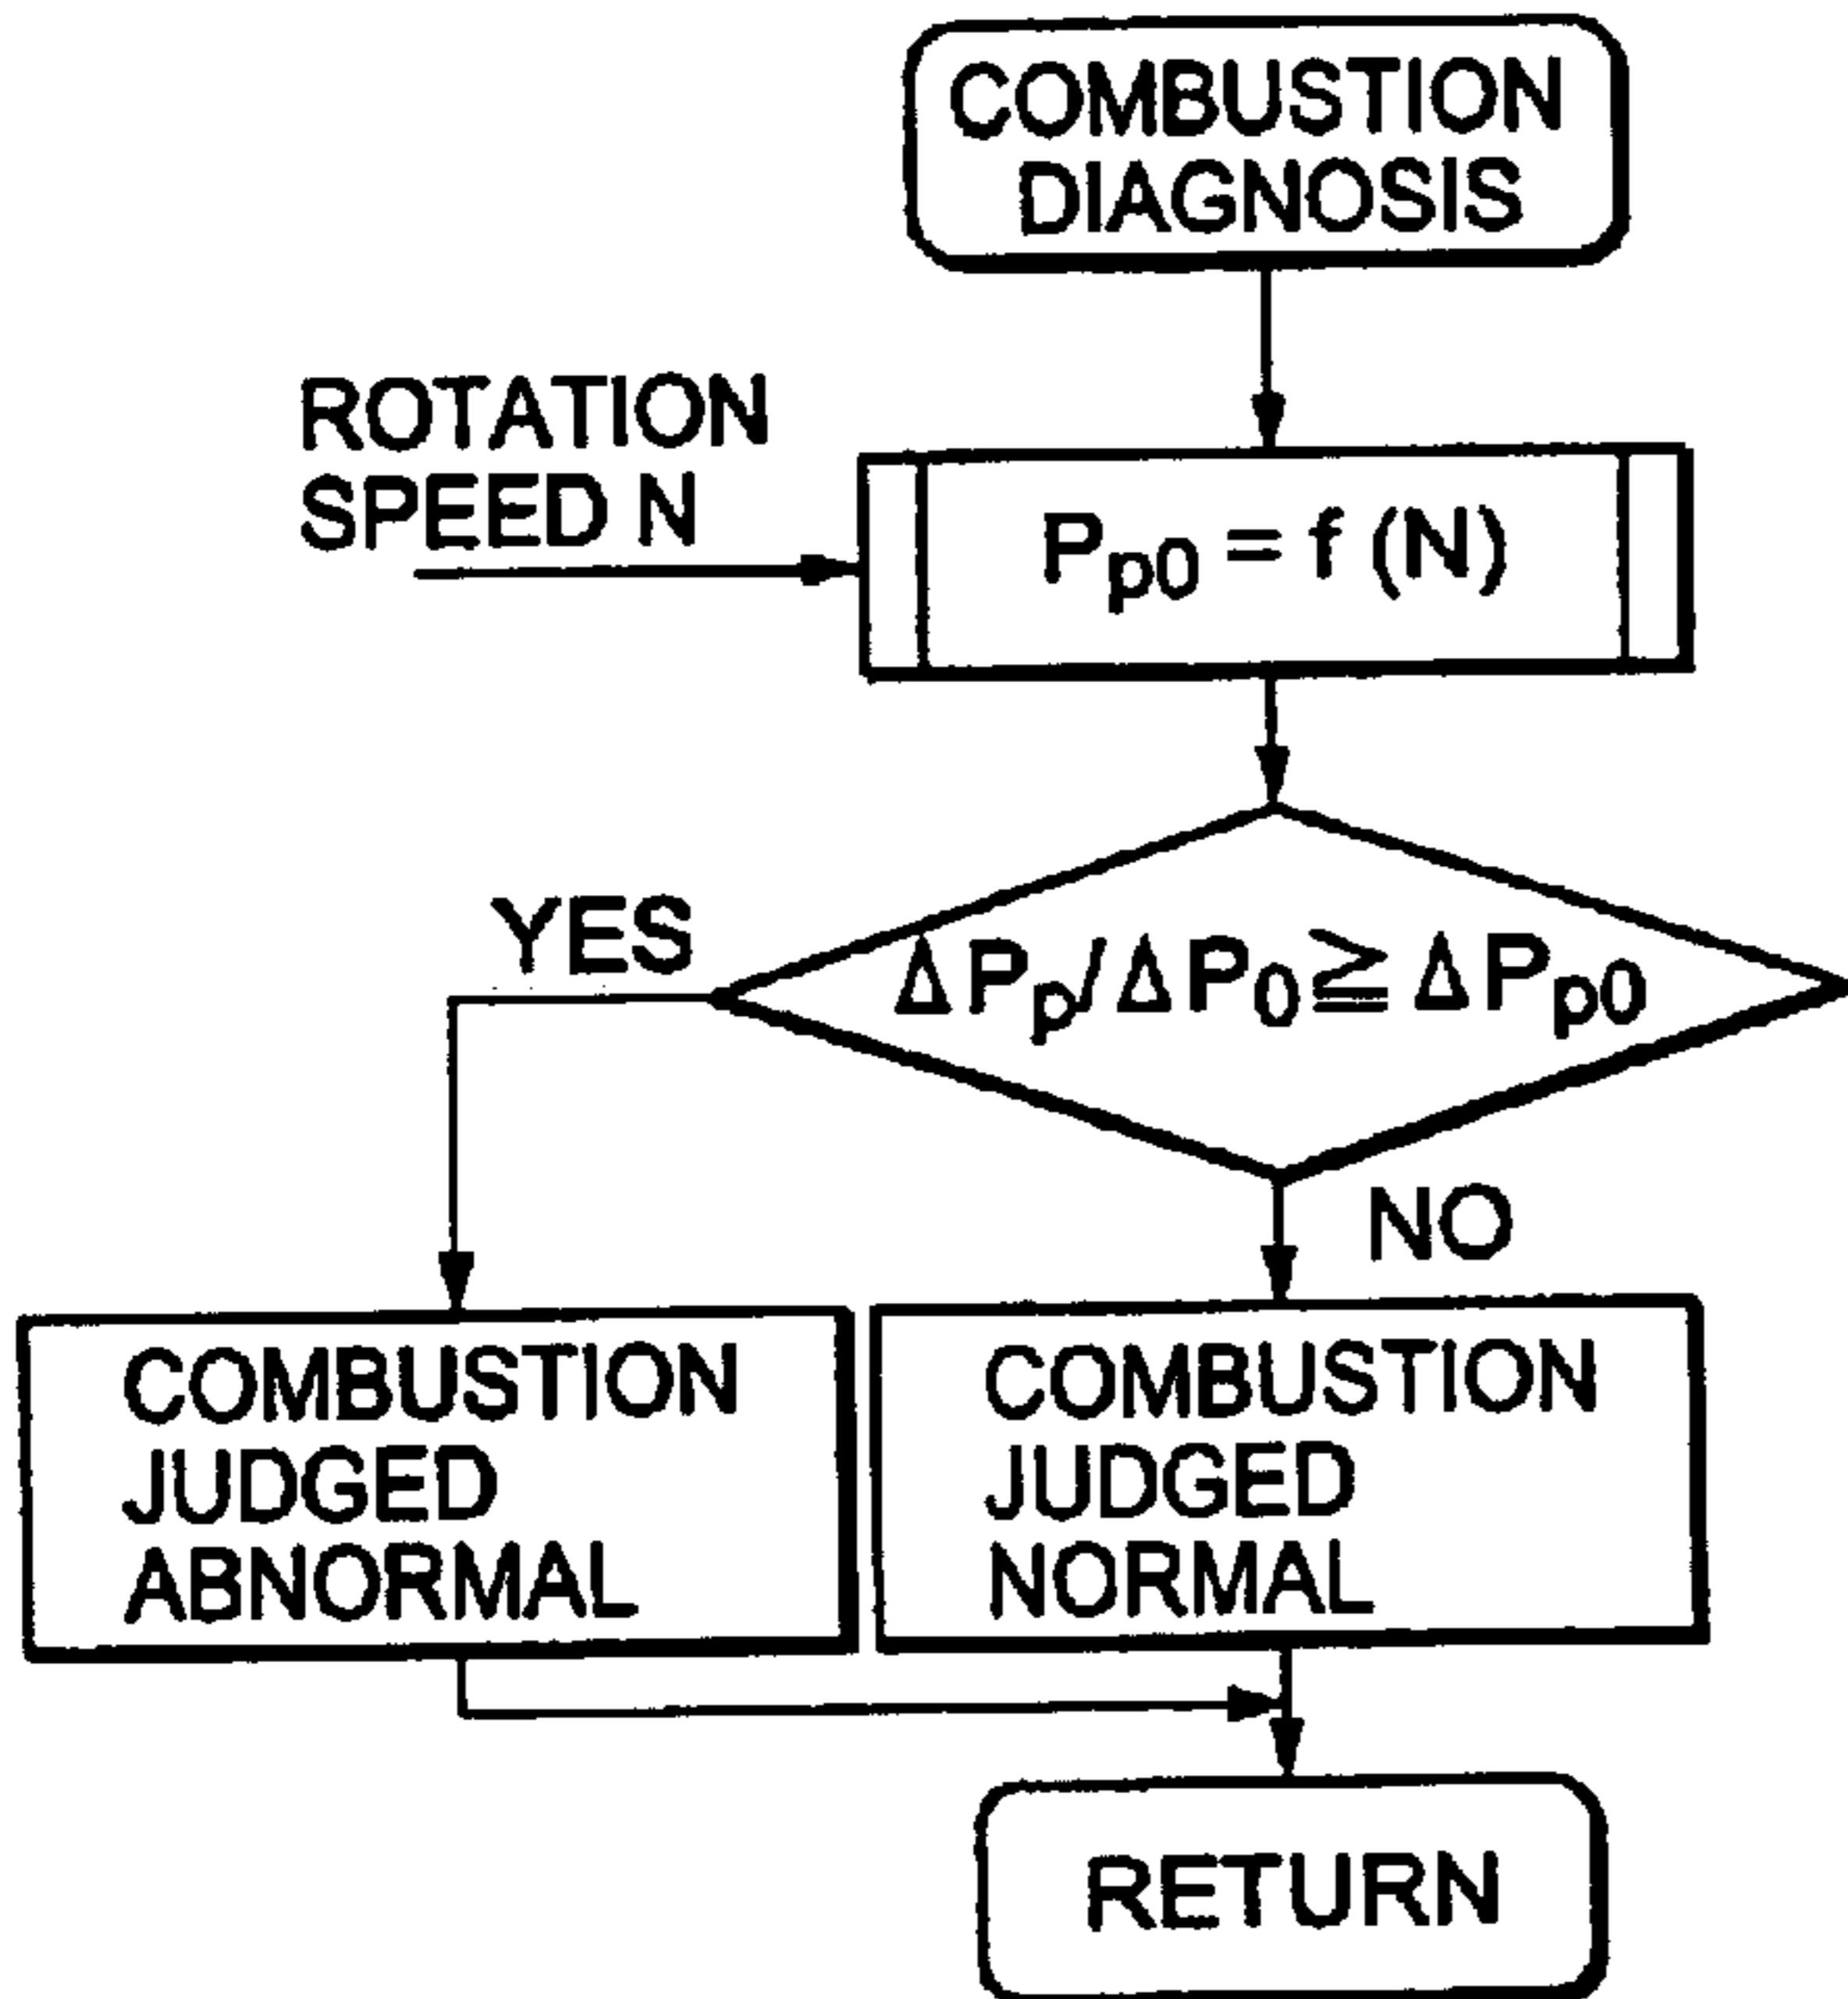 COMBUSTION
DIAGNOSIS
ROTATION
SPEED N
Pp0 = f (N)
YES
ΔPp/ΔP0≧ΔPp0
NO
COMBUSTION
JUDGED
ABNORMAL
COMBUSTION
JUDGED
NORMAL
RETURN